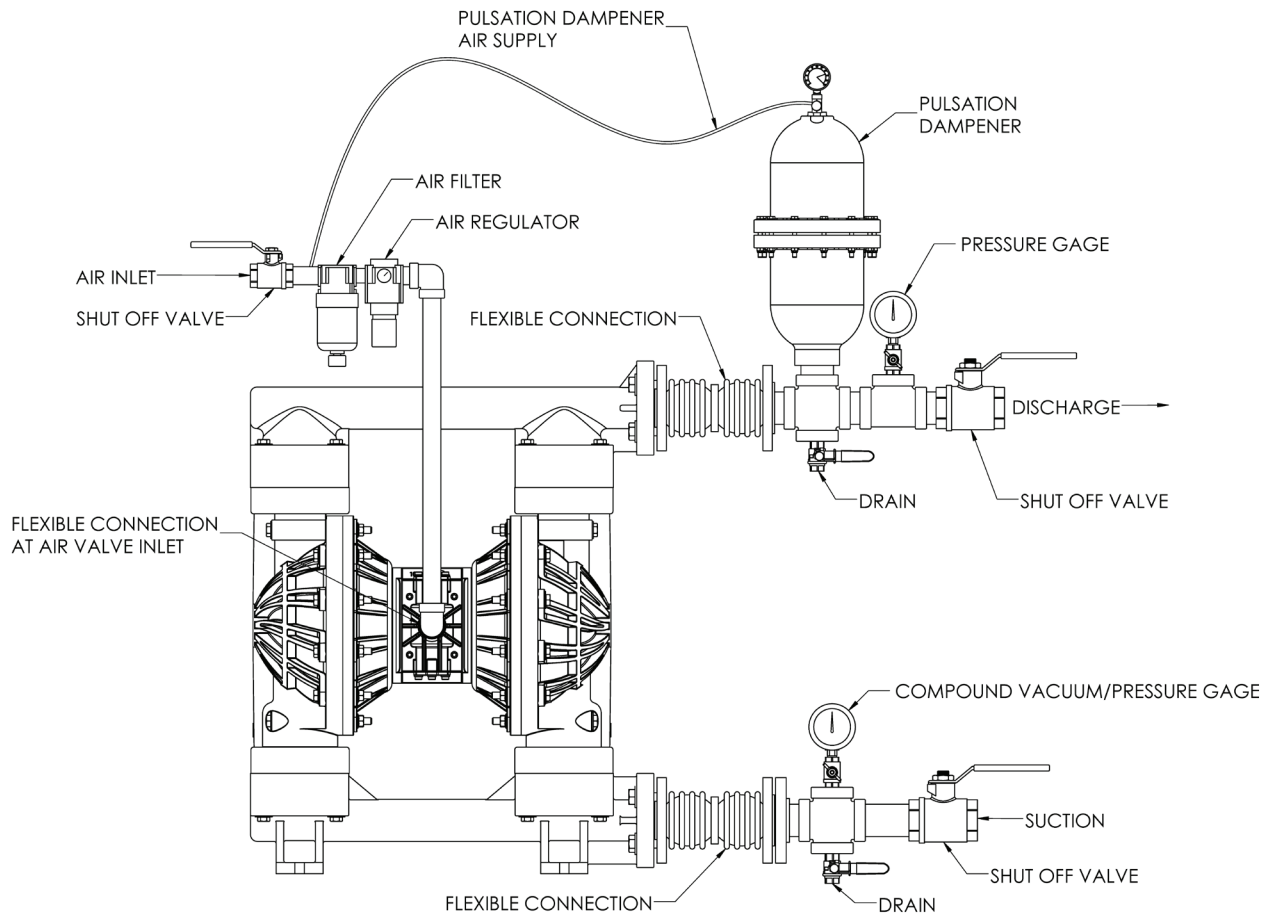 PULSATION DAMPENER
AIR SUPPLY
PULSATION
DAMPENER
AIR FILTER
AIR REGULATOR
PRESSURE GAGE
AIR INLET
SHUT OFF VALVE
FLEXIBLE CONNECTION
DISCHARGE
DRAIN
SHUT OFF VALVE
FLEXIBLE CONNECTION
AT AIR VALVE INLET
COMPOUND VACUUM/PRESSURE GAGE
SUCTION
SHUT OFF VALVE
FLEXIBLE CONNECTION
DRAIN